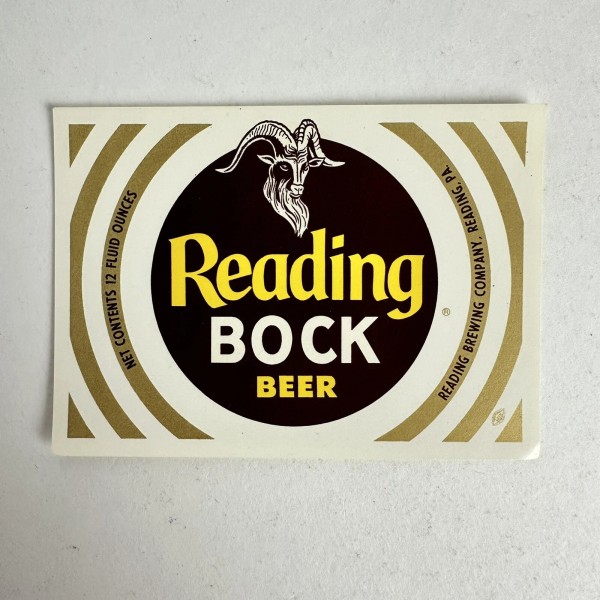 NET CONTENTS 12 FLUID OUNCES
Reading
BOCK
BEER
®
READING BREWING COMPANY, READING, PA.